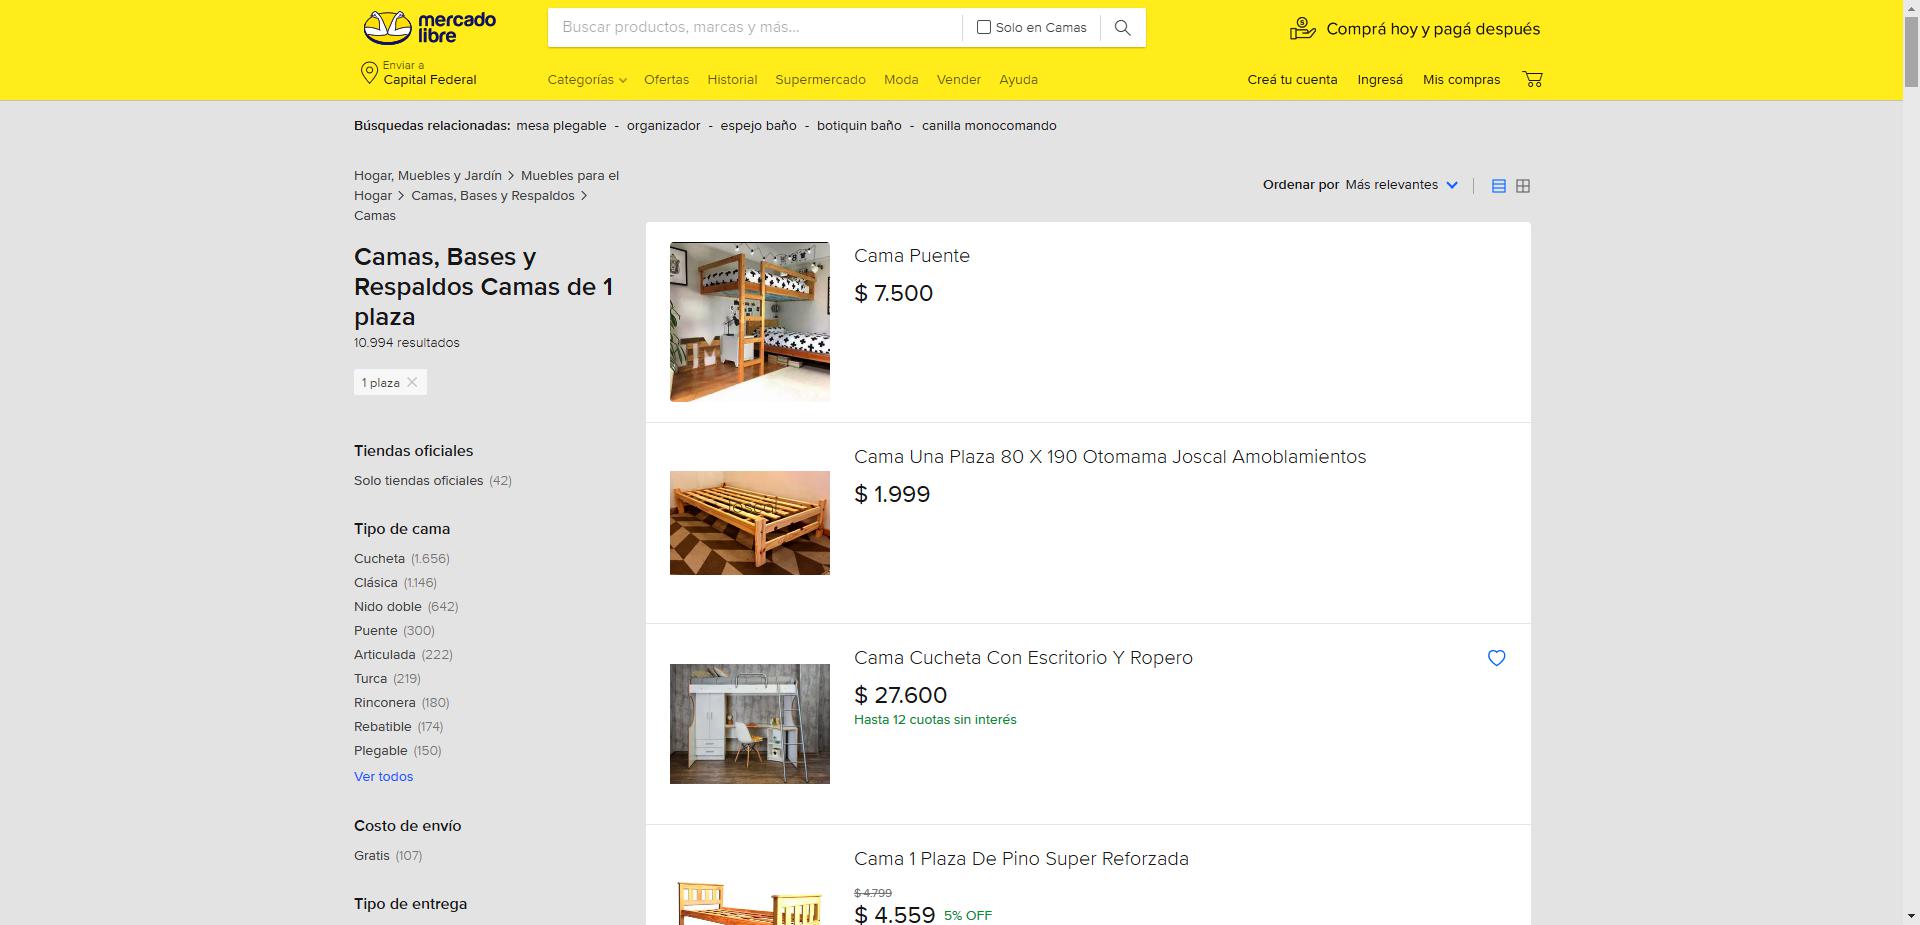 mercado
libre
Buscar productos, marcas y más...
Solo en Camas
Comprá hoy y pagá después
Enviar a
Capital Federal
Categorías Ofertas Historial Supermercado Moda Vender Ayuda
Creá tu cuenta Ingresá Mis compras
Búsquedas relacionadas: mesa plegable - organizador - espejo baño - botiquin baño - canilla monocomando
Hogar, Muebles y Jardín > Muebles para el
Hogar > Camas, Bases y Respaldos >
Camas
Camas, Bases y
Respaldos Camas de 1
plaza
10.994 resultados
1 plaza
Tiendas oficiales
Solo tiendas oficiales (42)
Tipo de cama
Cucheta (1.656)
Clásica (1.146)
Nido doble (642)
Puente (300)
Articulada (222)
Turca (219)
Rinconera (180)
Rebatible (174)
Plegable (150)
Ver todos
Costo de envío
Gratis (107)
Tipo de entrega
Ordenar por Más relevantes
Cama Puente
$ 7.500
Cama Una Plaza 80 X 190 Otomama Joscal Amoblamientos
$ 1.999
Cama Cucheta Con Escritorio Y Ropero
$ 27.600
Hasta 12 cuotas sin interés
Cama 1 Plaza De Pino Super Reforzada
$ 4.799
$ 4.559 5% OFF